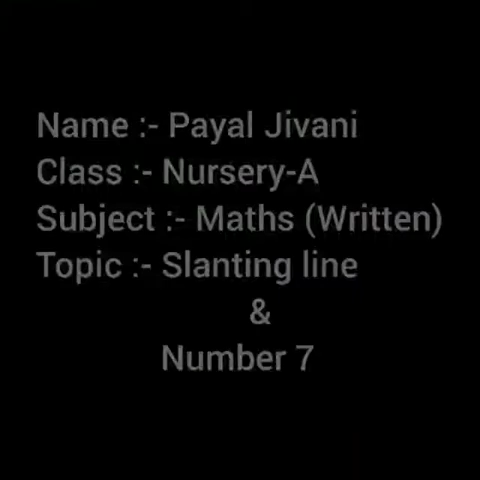 Name :- Payal Jivani
Class :- Nursery-A
Subject :- Maths (Written)
Topic :- Slanting line
&
Number 7